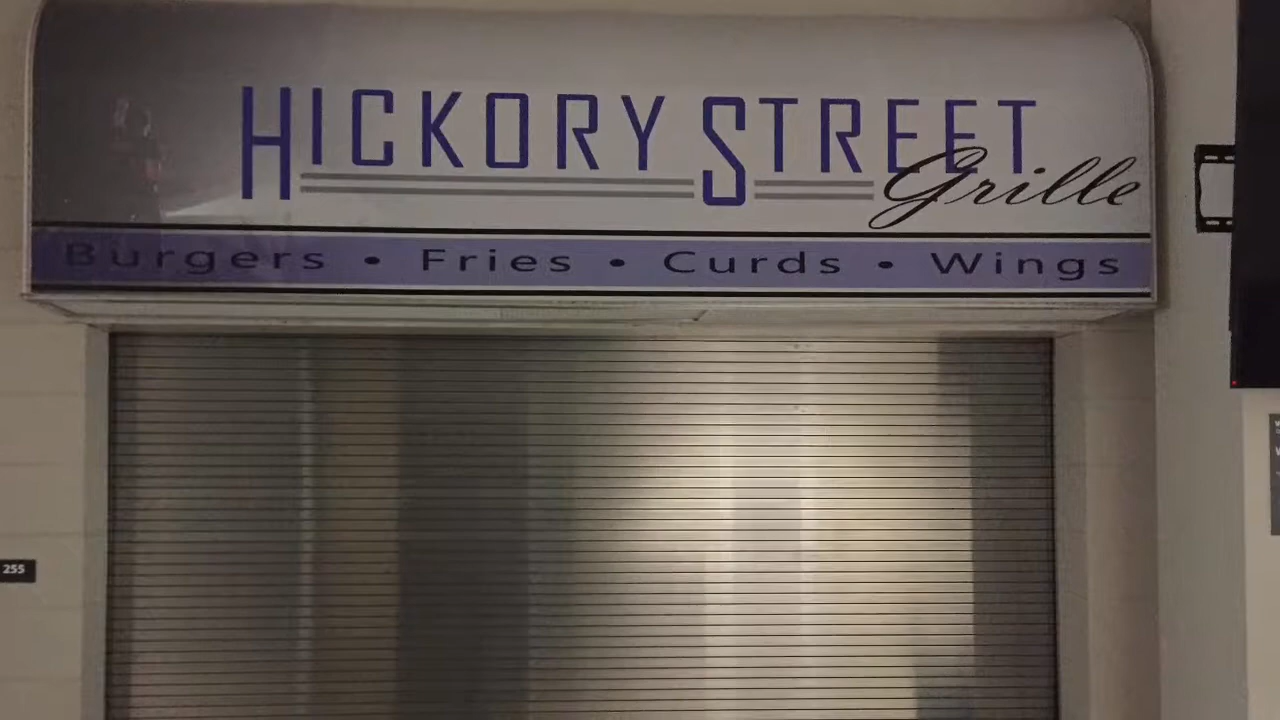 HICKORY STREET
Grille
Burgers • Fries • Curds • Wings
255